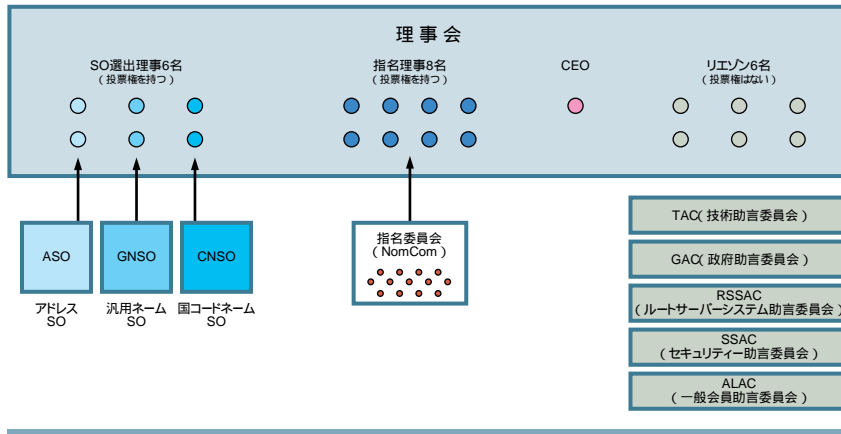 理事会
SO選出理事6名
(投票権を持つ)
指名理事8名
(投票権を持つ)
CEO
リエゾン6名
(投票権はない)
ASO
GNSO
CNSO
アドレス
SO
汎用ネーム
SO
国コードネーム
SO
指名委員会
(NomCom)
TAC(技術助言委員会)
GAC(政府助言委員会)
RSSAC
(ルートサーバーシステム助言委員会)
SSAC
(セキュリティー助言委員会)
ALAC
(一般会員助言委員会)